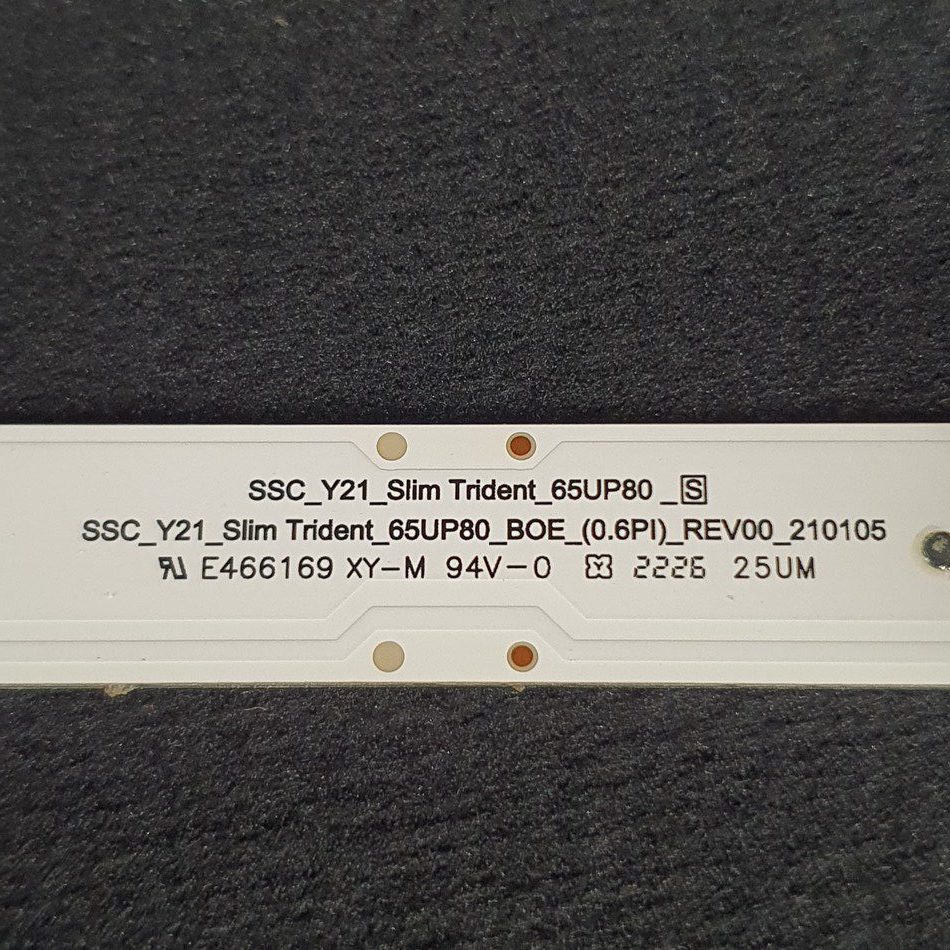 SSC_Y21_Slim Trident_65UP80 _S
SSC_Y21_Slim Trident_65UP80_BOE_(0.6PI)_REV00_210105
E466169 XY-M 94V-0 2226 25UM